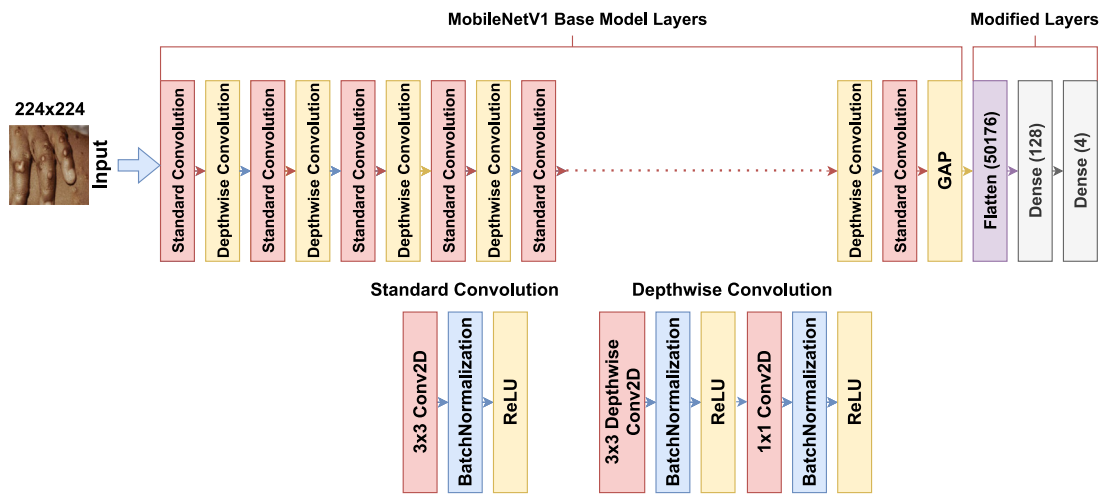 MobileNetV1 Base Model Layers
Modified Layers
224x224
Input
Standard Convolution
Depthwise Convolution
Standard Convolution
Depthwise Convolution
Standard Convolution
Depthwise Convolution
Standard Convolution
Depthwise Convolution
Standard Convolution
Depthwise Convolution
Standard Convolution
GAP
Flatten (50176)
Dense (128)
Dense (4)
Standard Convolution
3x3 Conv2D
BatchNormalization
ReLU
Depthwise Convolution
3x3 Depthwise
Conv2D
BatchNormalization
ReLU
1x1 Conv2D
BatchNormalization
ReLU